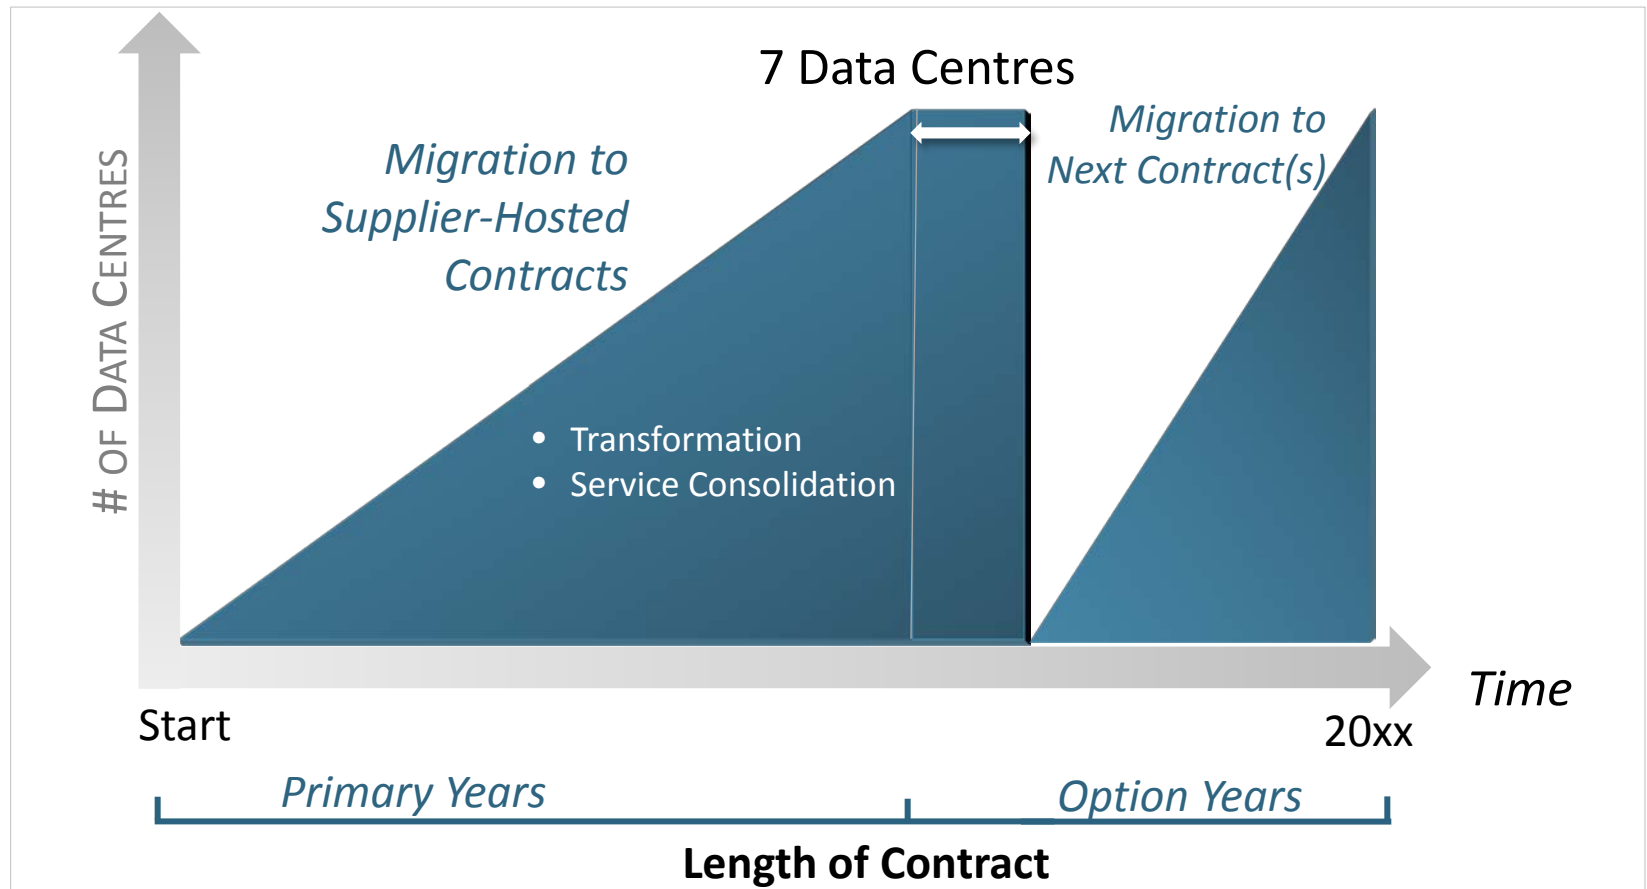 7 Data Centres
Migration to
Supplier-Hosted
Contracts
Migration to
Next Contract(s)
# OF DATA CENTRES
• Transformation
• Service Consolidation
Time
Start
20xx
Primary Years
Option Years
Length of Contract